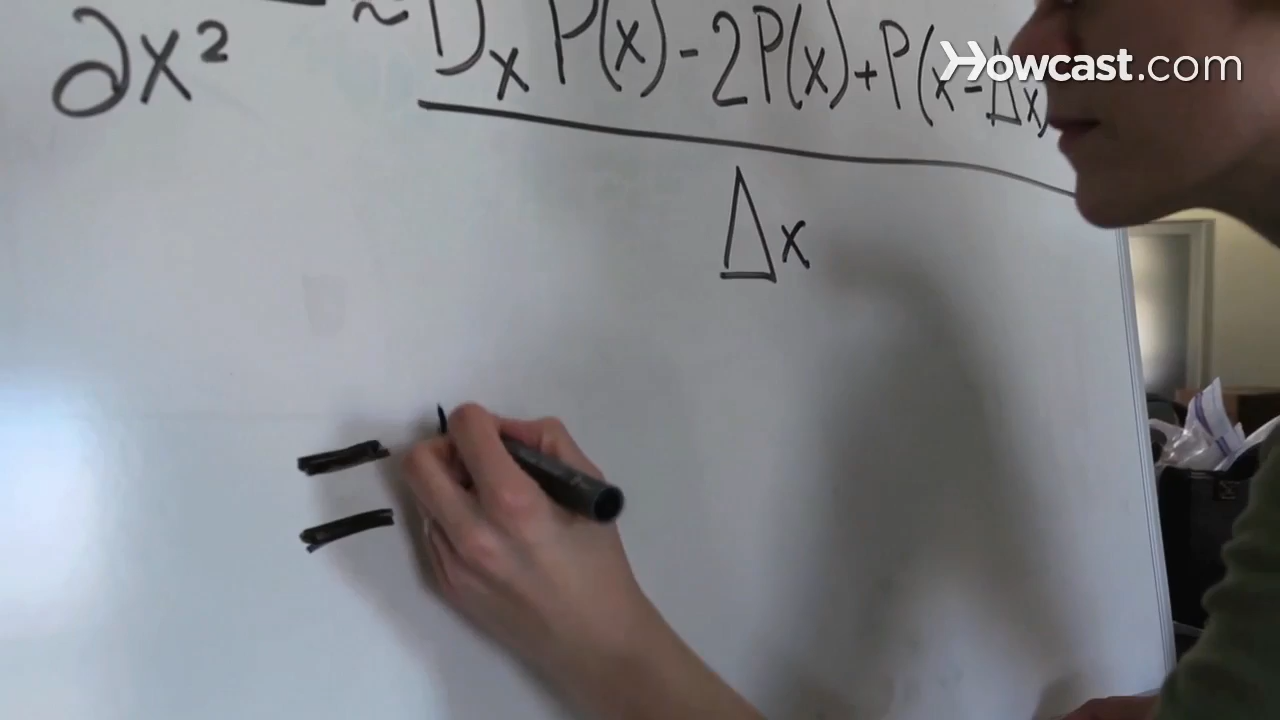 Howcast.com
∂x² ~ Dₓ P(x) - 2P(x) + P(x - Δx)
Δx
=